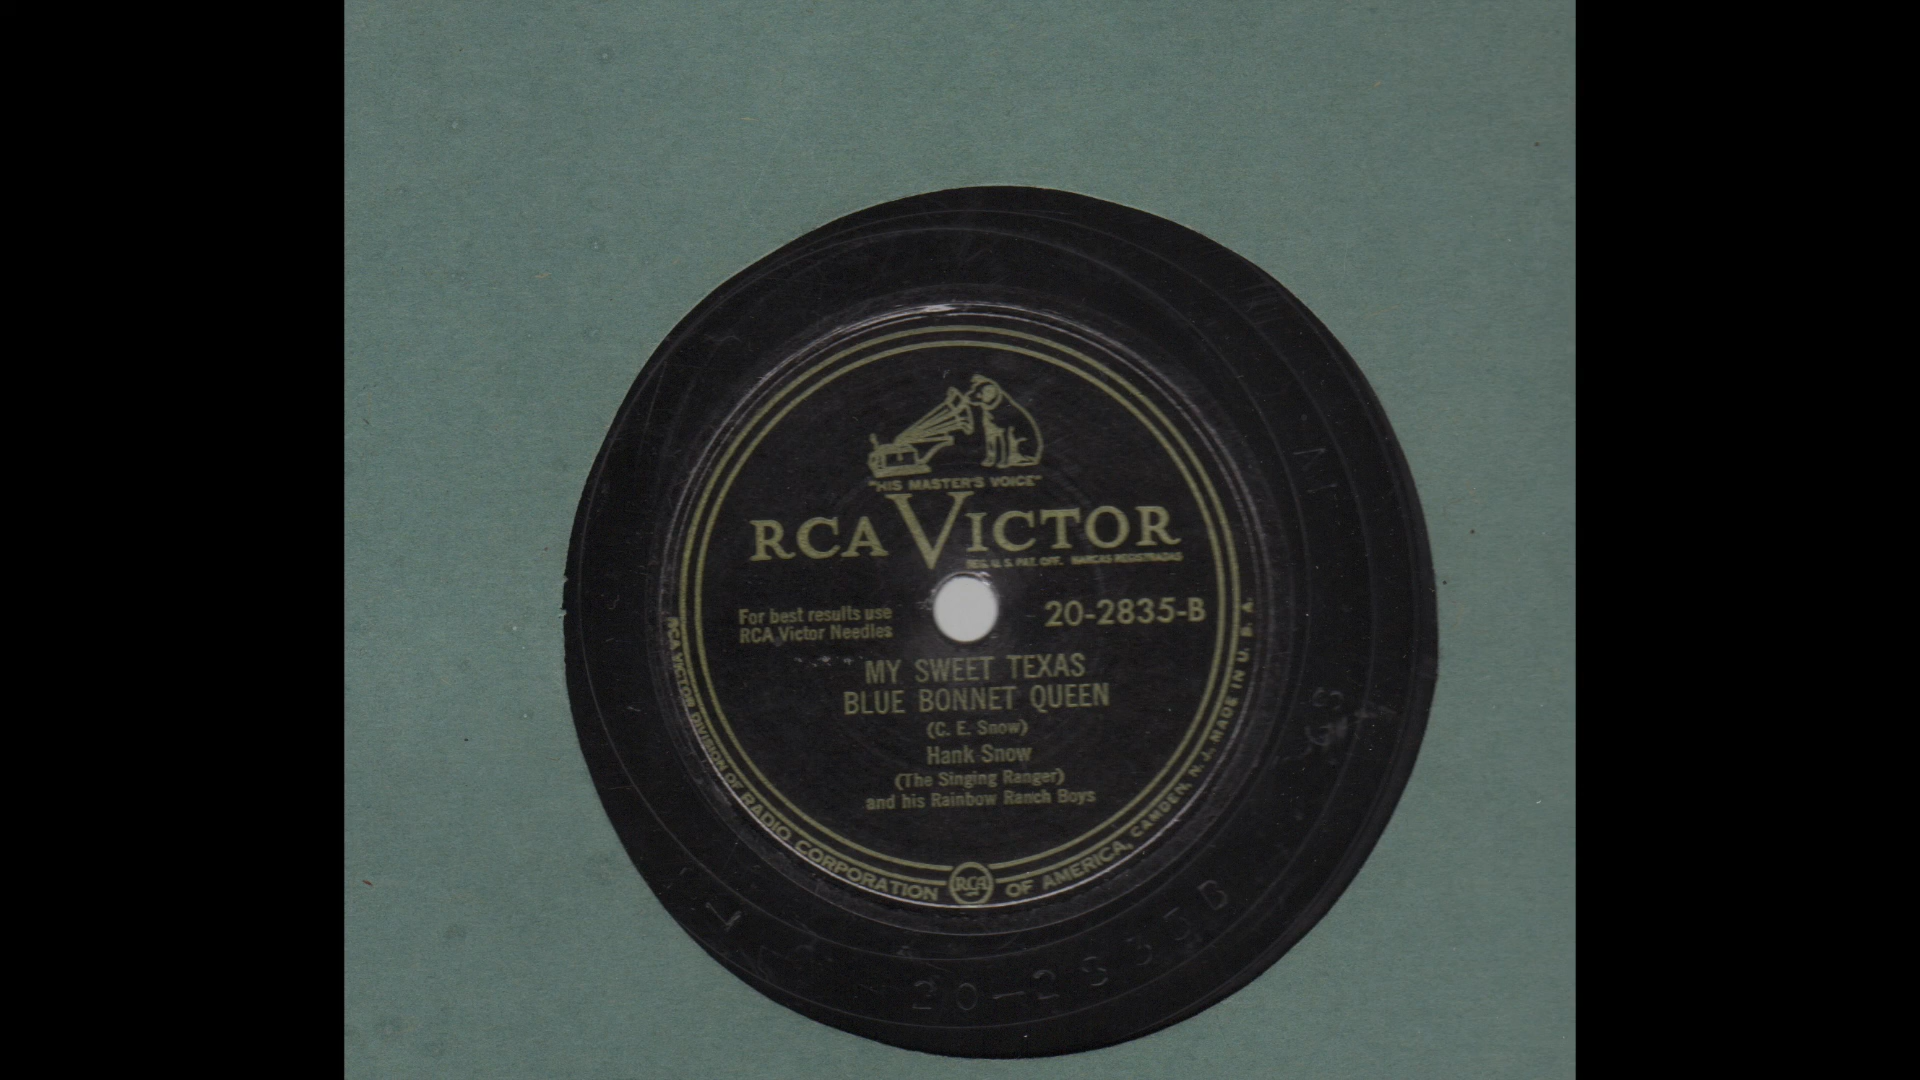 "HIS MASTER'S VOICE"
RCA VICTOR
REG. U. S. PAT. OFF. MARCAS REGISTRADAS
For best results use
RCA Victor Needles
20-2835-B
MY SWEET TEXAS
BLUE BONNET QUEEN
(C. E. Snow)
Hank Snow
(The Singing Ranger)
and his Rainbow Ranch Boys
RCA VICTOR DIVISION OF RADIO CORPORATION OF AMERICA, CAMDEN, N. J. MADE IN U. S. A.
RCA
20-2835B